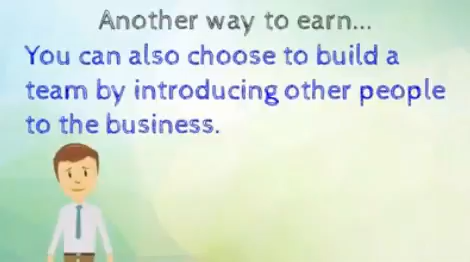 Another way to earn...
You can also choose to build a
team by introducing other people
to the business.